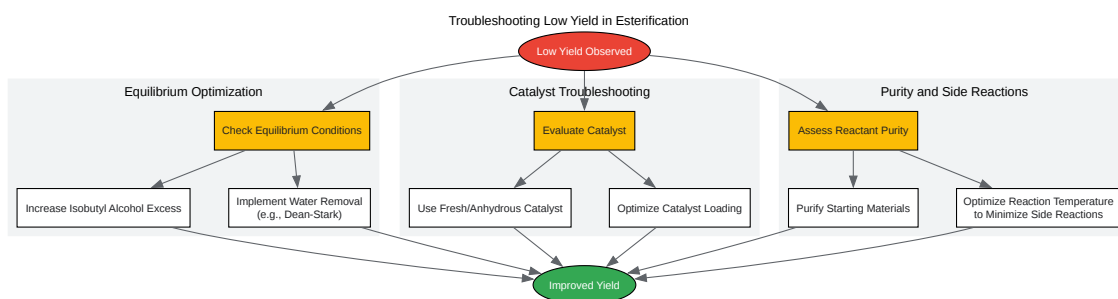 Troubleshooting Low Yield in Esterification
Low Yield Observed
Equilibrium Optimization
Catalyst Troubleshooting
Purity and Side Reactions
Check Equilibrium Conditions
Evaluate Catalyst
Assess Reactant Purity
Increase Isobutyl Alcohol Excess
Implement Water Removal
(e.g., Dean-Stark)
Use Fresh/Anhydrous Catalyst
Optimize Catalyst Loading
Purify Starting Materials
Optimize Reaction Temperature
to Minimize Side Reactions
Improved Yield